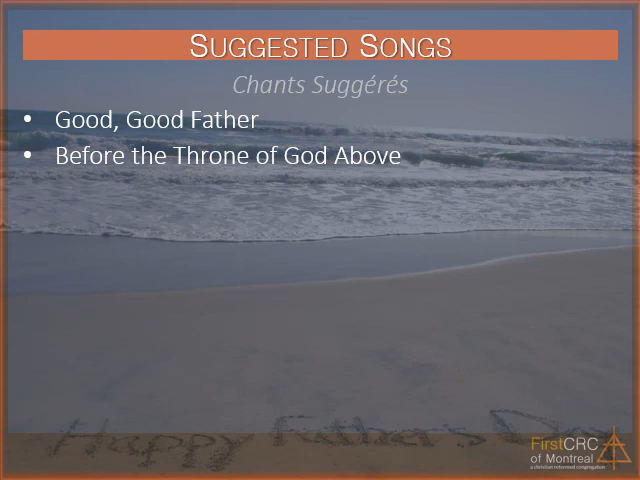 SUGGESTED SONGS
Chants Suggérés
• Good, Good Father
• Before the Throne of God Above
Happy Father's Day
FirstCRC
of Montreal
a christian reformed congregation